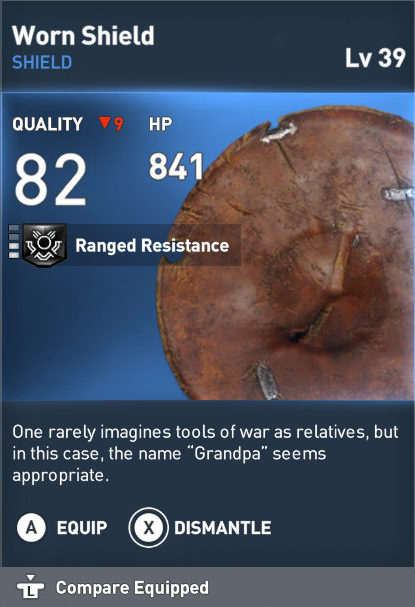 Worn Shield
SHIELD
Lv 39
QUALITY ▼9 HP
82 841
Ranged Resistance
One rarely imagines tools of war as relatives, but
in this case, the name “Grandpa” seems
appropriate.
A EQUIP X DISMANTLE
L Compare Equipped